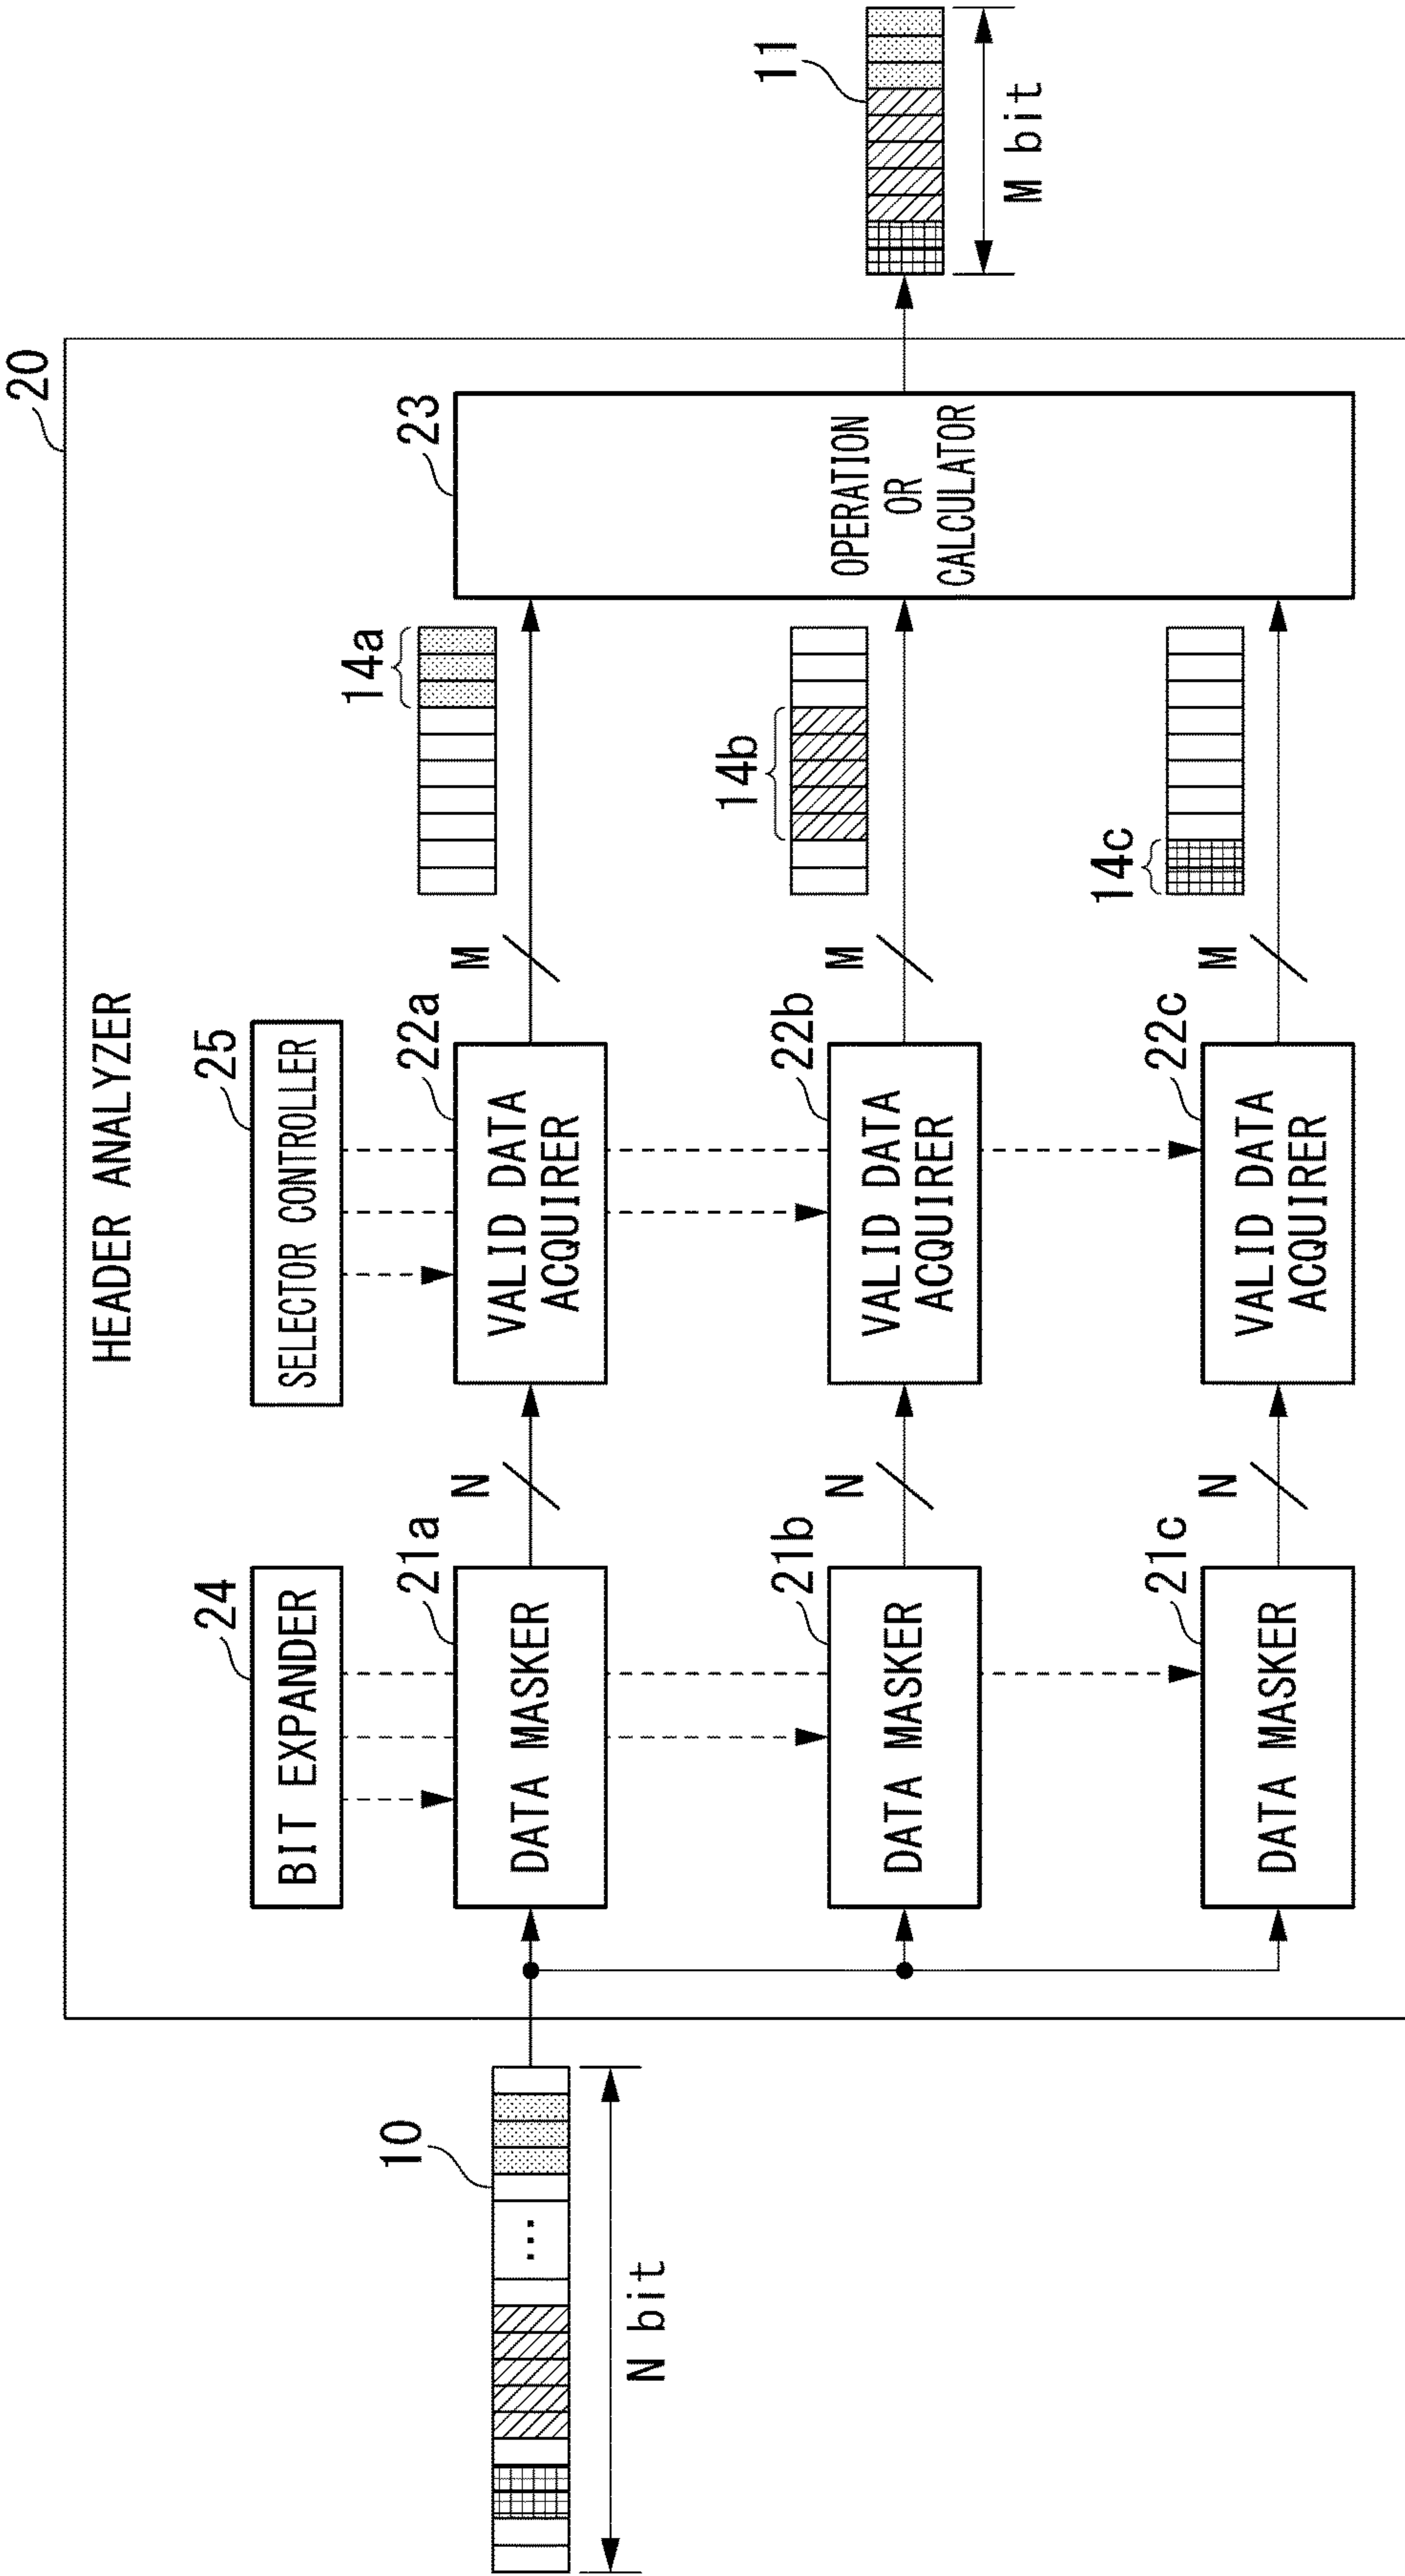 20
HEADER ANALYZER
24
BIT EXPANDER
25
SELECTOR CONTROLLER
10
...
N bit
21a
DATA MASKER
N
22a
VALID DATA
ACQUIRER
M
14a
23
OPERATION
OR
CALCULATOR
11
M bit
21b
DATA MASKER
N
22b
VALID DATA
ACQUIRER
M
14b
21c
DATA MASKER
N
22c
VALID DATA
ACQUIRER
M
14c